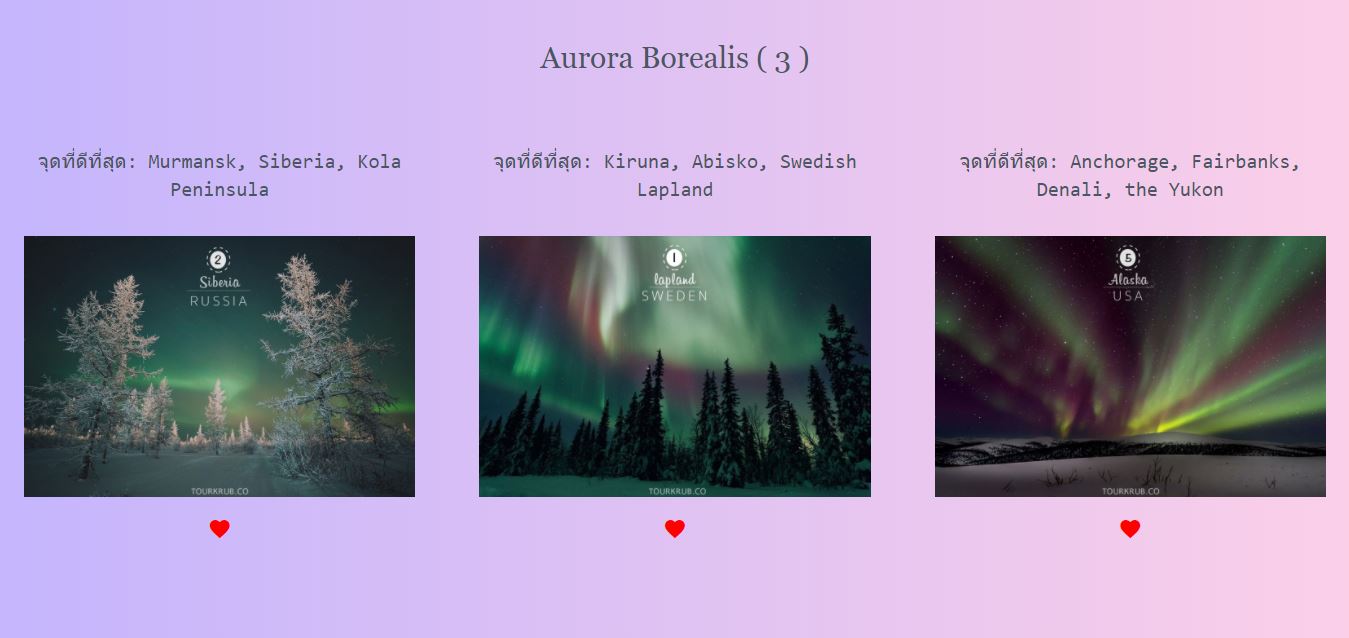 Aurora Borealis ( 3 )
จุดที่ดีที่สุด: Murmansk, Siberia, Kola
Peninsula
2
Siberia
RUSSIA
TOURKRUB.CO
จุดที่ดีที่สุด: Kiruna, Abisko, Swedish
Lapland
1
lapland
SWEDEN
TOURKRUB.CO
จุดที่ดีที่สุด: Anchorage, Fairbanks,
Denali, the Yukon
5
Alaska
USA
TOURKRUB.CO